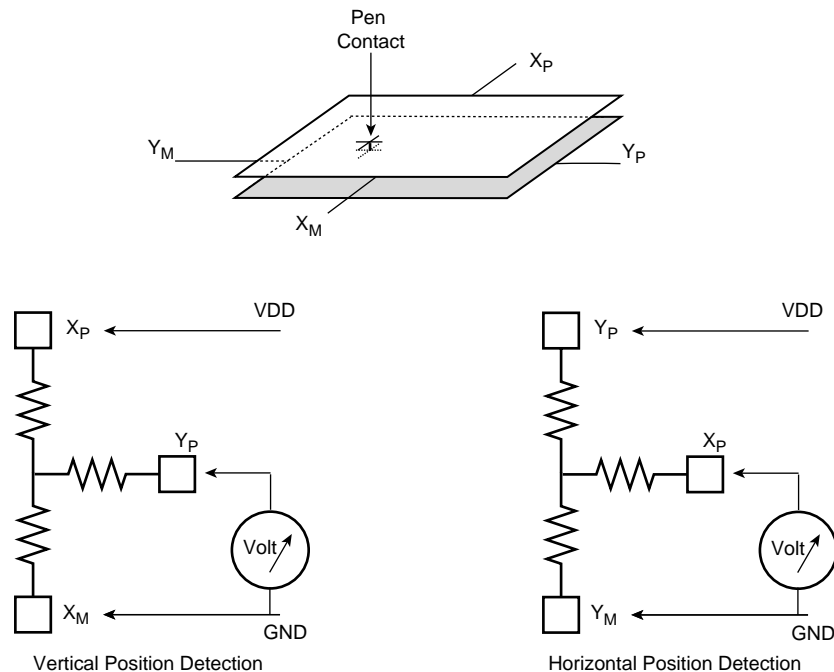 Pen
Contact
X_P
Y_M
Y_P
X_M
X_P
VDD
Y_P
Volt
X_M
GND
Vertical Position Detection
Y_P
VDD
X_P
Volt
Y_M
GND
Horizontal Position Detection